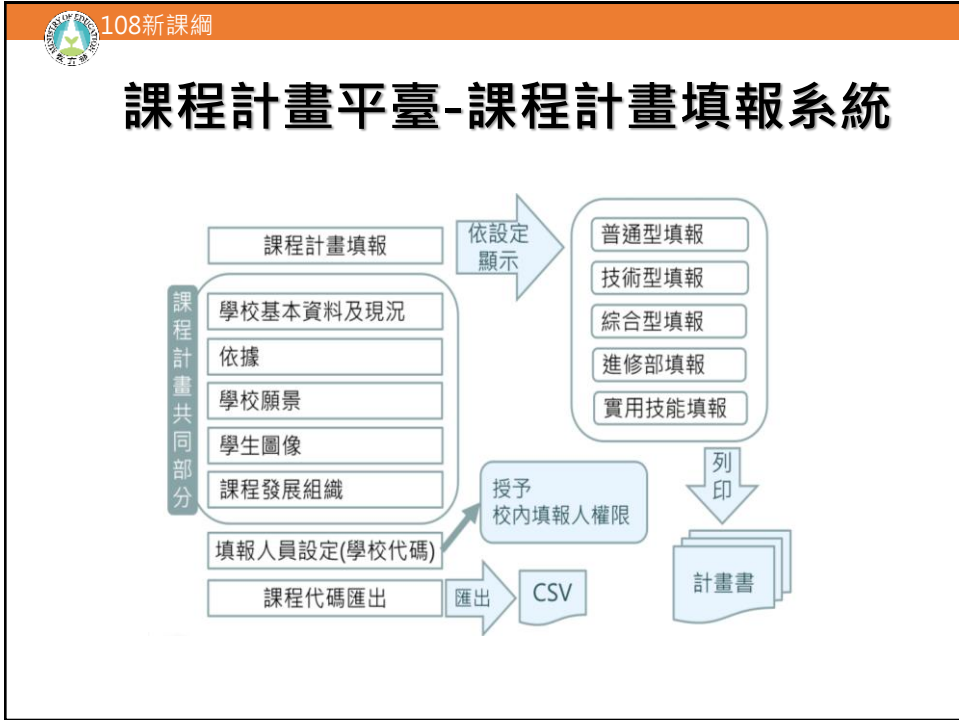 108新課綱
MINISTRY OF EDUCATION
教育部
課程計畫平臺-課程計畫填報系統
課程計畫填報
依設定
顯示
普通型填報
技術型填報
綜合型填報
進修部填報
實用技能填報
課程計畫共同部分
學校基本資料及現況
依據
學校願景
學生圖像
課程發展組織
填報人員設定(學校代碼)
課程代碼匯出
授予
校內填報人權限
匯出
CSV
列
印
計畫書